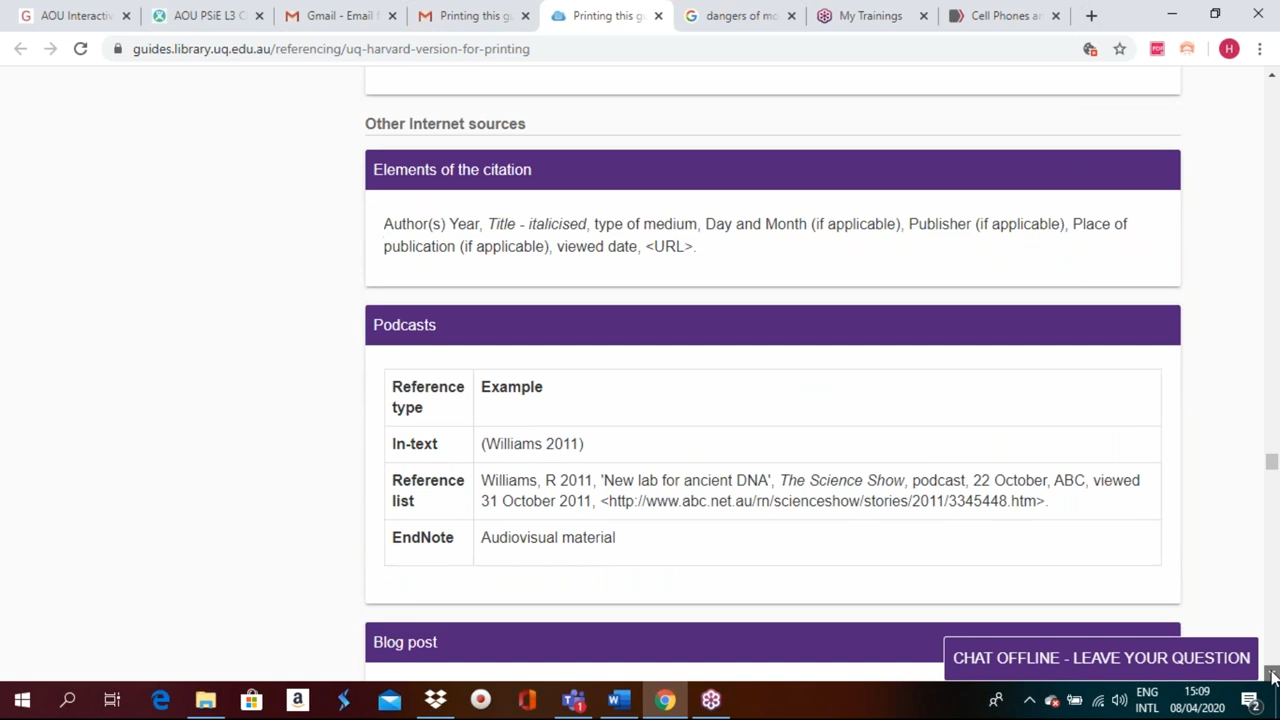 AOU Interactiv
AOU PSiE L3 C
Gmail - Email f
Printing this g
Printing this g
dangers of mo
My Trainings
Cell Phones a
guides.library.uq.edu.au/referencing/uq-harvard-version-for-printing
PDF
H
Other Internet sources
Elements of the citation
Author(s) Year, Title - italicised, type of medium, Day and Month (if applicable), Publisher (if applicable), Place of
publication (if applicable), viewed date, <URL>.
Podcasts
Reference
type
Example
In-text
(Williams 2011)
Reference
list
Williams, R 2011, 'New lab for ancient DNA', The Science Show, podcast, 22 October, ABC, viewed
31 October 2011, <http://www.abc.net.au/rn/scienceshow/stories/2011/3345448.htm>.
EndNote
Audiovisual material
Blog post
CHAT OFFLINE - LEAVE YOUR QUESTION
ENG
INTL
15:09
08/04/2020
2